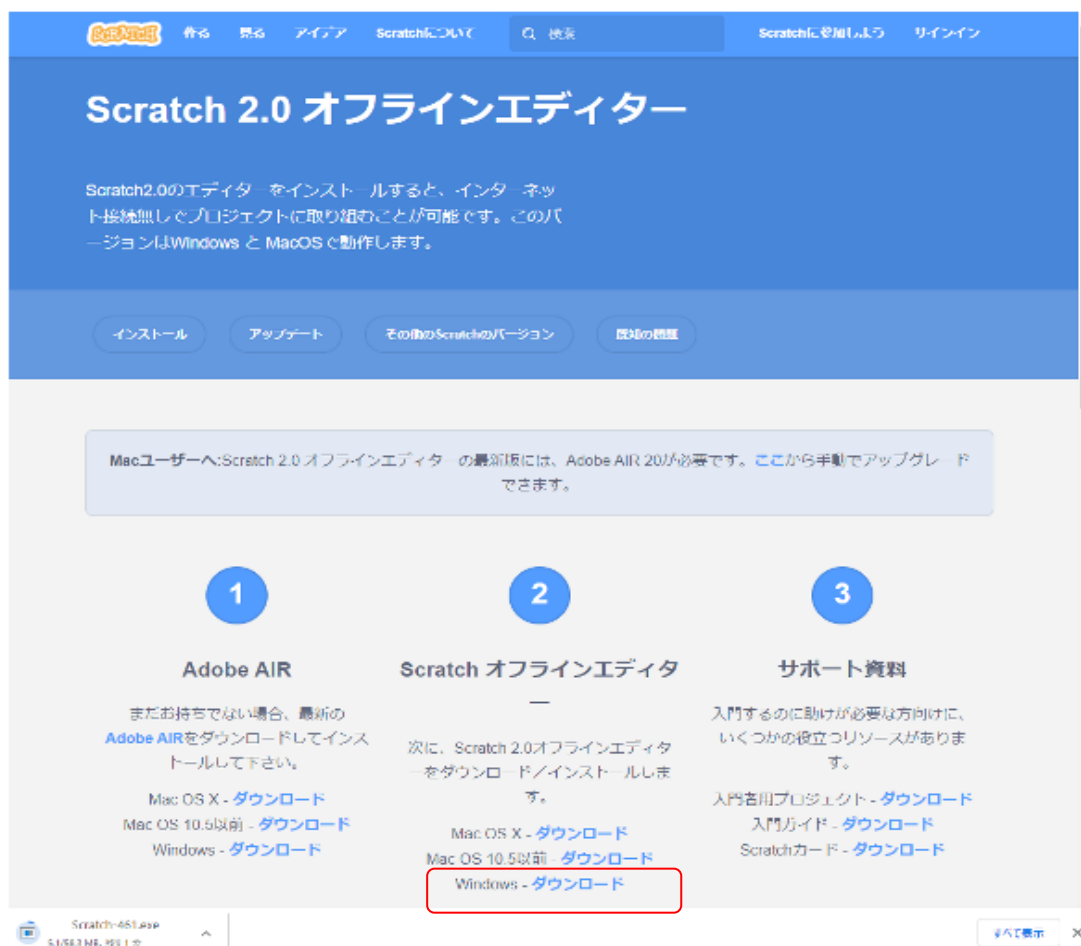 SCRATCH 作る 見る アイデア Scratchについて 検索 Scratchに参加しよう サインイン
Scratch 2.0 オフラインエディター
Scratch2.0のエディターをインストールすると、インターネッ
ト接続無しでプロジェクトに取り組むことが可能です。このバ
ージョンはWindows と MacOSで動作します。
インストール アップデート その他のScratchのバージョン 既知の問題
Macユーザーへ:Scratch 2.0 オフラインエディターの最新版には、Adobe AIR 20が必要です。ここから手動でアップグレード
できます。
1 2 3
Adobe AIR
まだお持ちでない場合、最新の
Adobe AIRをダウンロードしてインス
トールして下さい。
Mac OS X - ダウンロード
Mac OS 10.5以前 - ダウンロード
Windows - ダウンロード
Scratch オフラインエディタ
ー
次に、Scratch 2.0オフラインエディタ
ーをダウンロード／インストールしま
す。
Mac OS X - ダウンロード
Mac OS 10.5以前 - ダウンロード
Windows - ダウンロード
サポート資料
入門するのに助けが必要な方向けに、
いくつかの役立つリソースがありま
す。
入門者用プロジェクト - ダウンロード
入門ガイド - ダウンロード
Scratchカード - ダウンロード
Scratch-461.exe
すべて表示